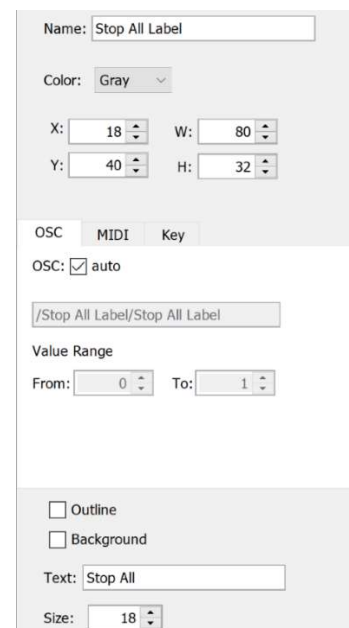 Name: Stop All Label
Color: Gray
X: 18 W: 80
Y: 40 H: 32
OSC MIDI Key
OSC: auto
/Stop All Label/Stop All Label
Value Range
From: 0 To: 1
Outline
Background
Text: Stop All
Size: 18